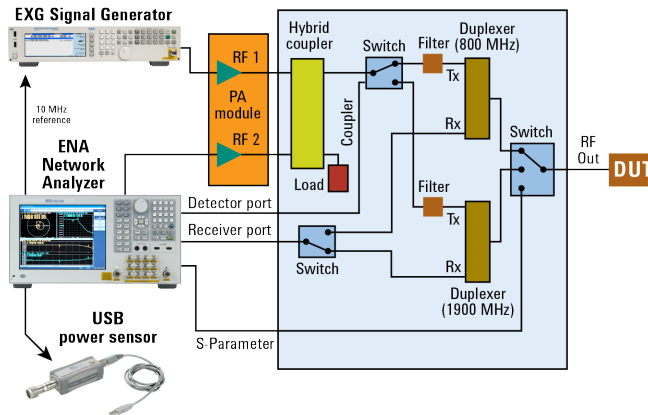 EXG Signal Generator
10 MHz
reference
ENA
Network
Analyzer
RF 1
PA
module
RF 2
Hybrid
coupler
Load
Coupler
Switch
Filter
Tx
Duplexer
(800 MHz)
Rx
Switch
RF
Out
DUT
Detector port
Receiver port
Switch
Filter
Tx
Rx
Duplexer
(1900 MHz)
S-Parameter
USB
power sensor